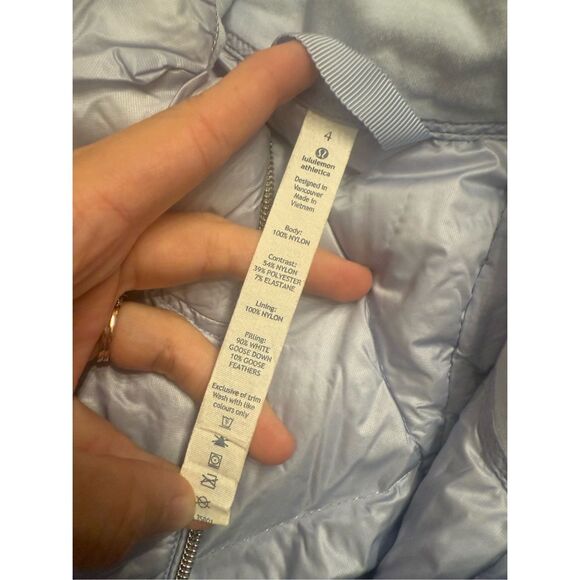 4
lululemon
athletica
Designed in
Vancouver
Made in
Vietnam
Body:
100% NYLON
Contrast:
54% NYLON
39% POLYESTER
7% ELASTANE
Lining:
100% NYLON
Filling:
90% WHITE
GOOSE DOWN
10% GOOSE
FEATHERS
Exclusive of trim
Wash with like
colours only